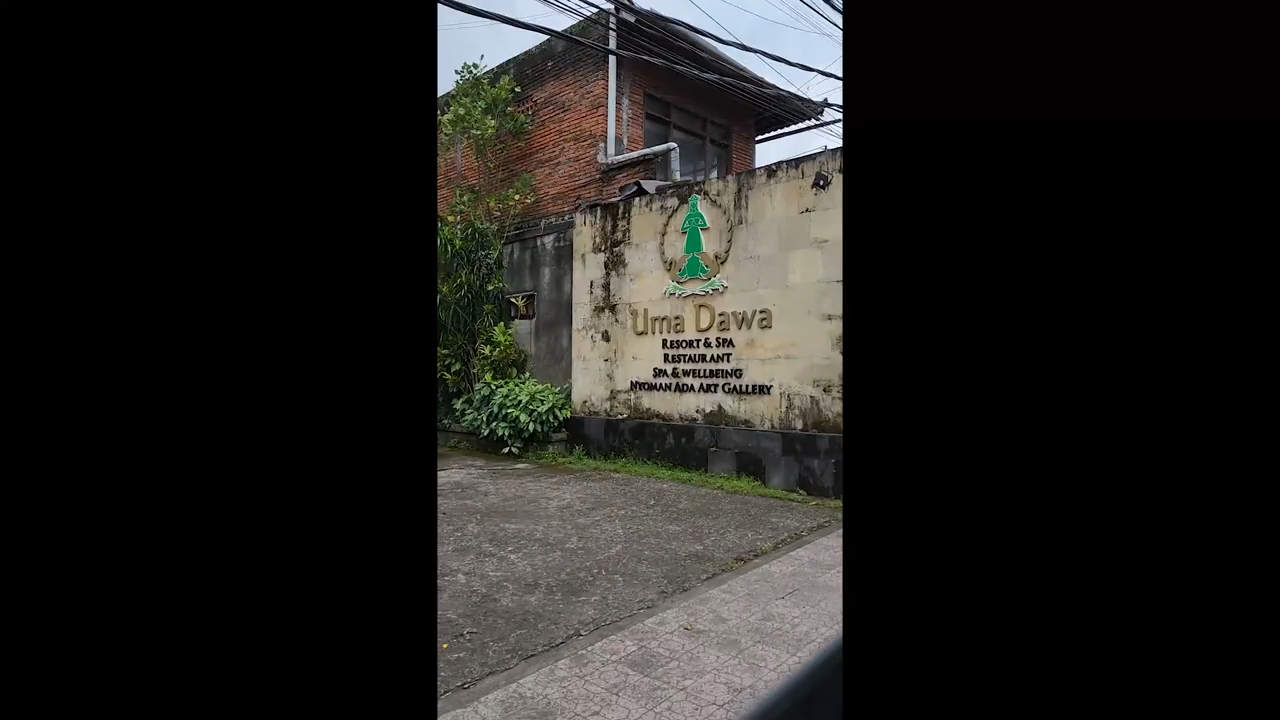 Uma Dawa
RESORT & SPA
RESTAURANT
SPA & WELLBEING
NYOMAN ADA ART GALLERY